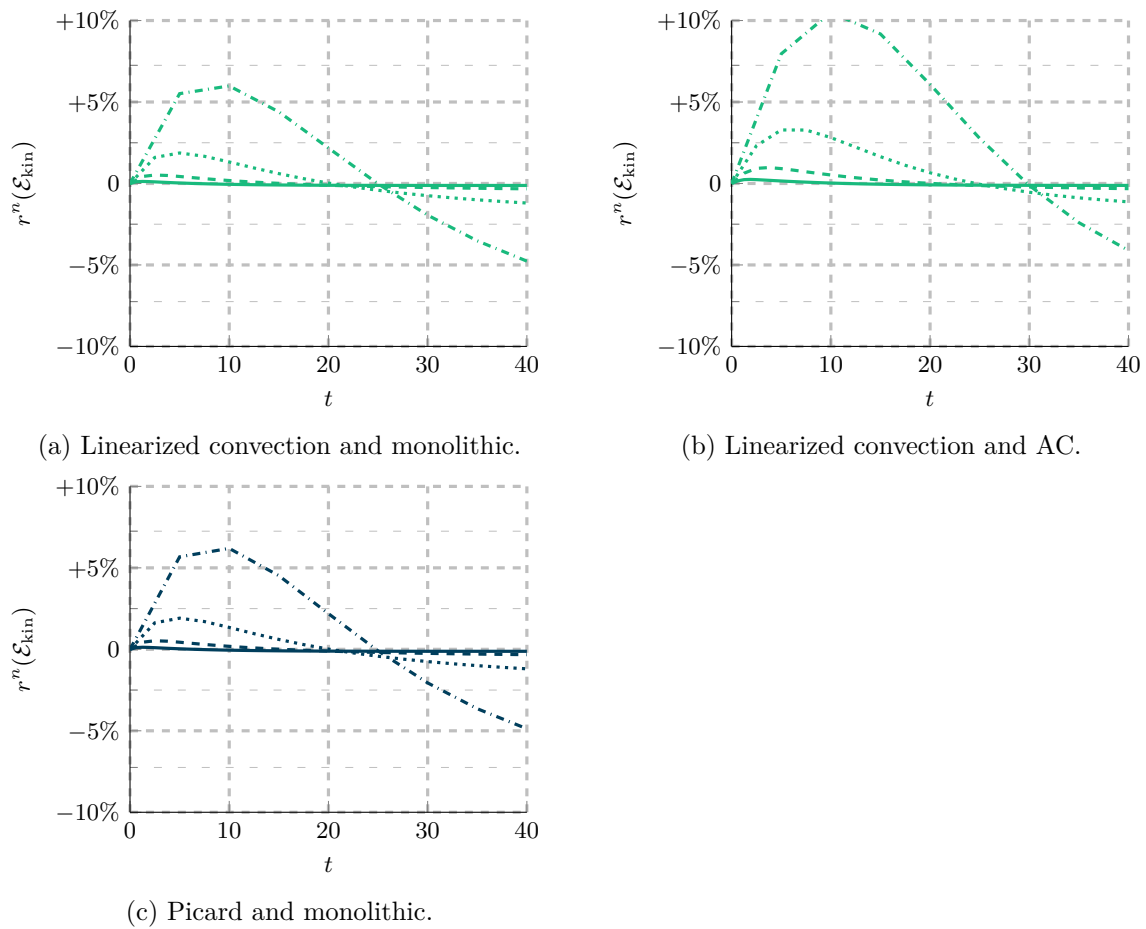 +10%
+5%
0
−5%
−10%
0 10 20 30 40
t
r^n(ℰ_kin)
(a) Linearized convection and monolithic.
+10%
+5%
0
−5%
−10%
0 10 20 30 40
t
r^n(ℰ_kin)
(b) Linearized convection and AC.
+10%
+5%
0
−5%
−10%
0 10 20 30 40
t
r^n(ℰ_kin)
(c) Picard and monolithic.